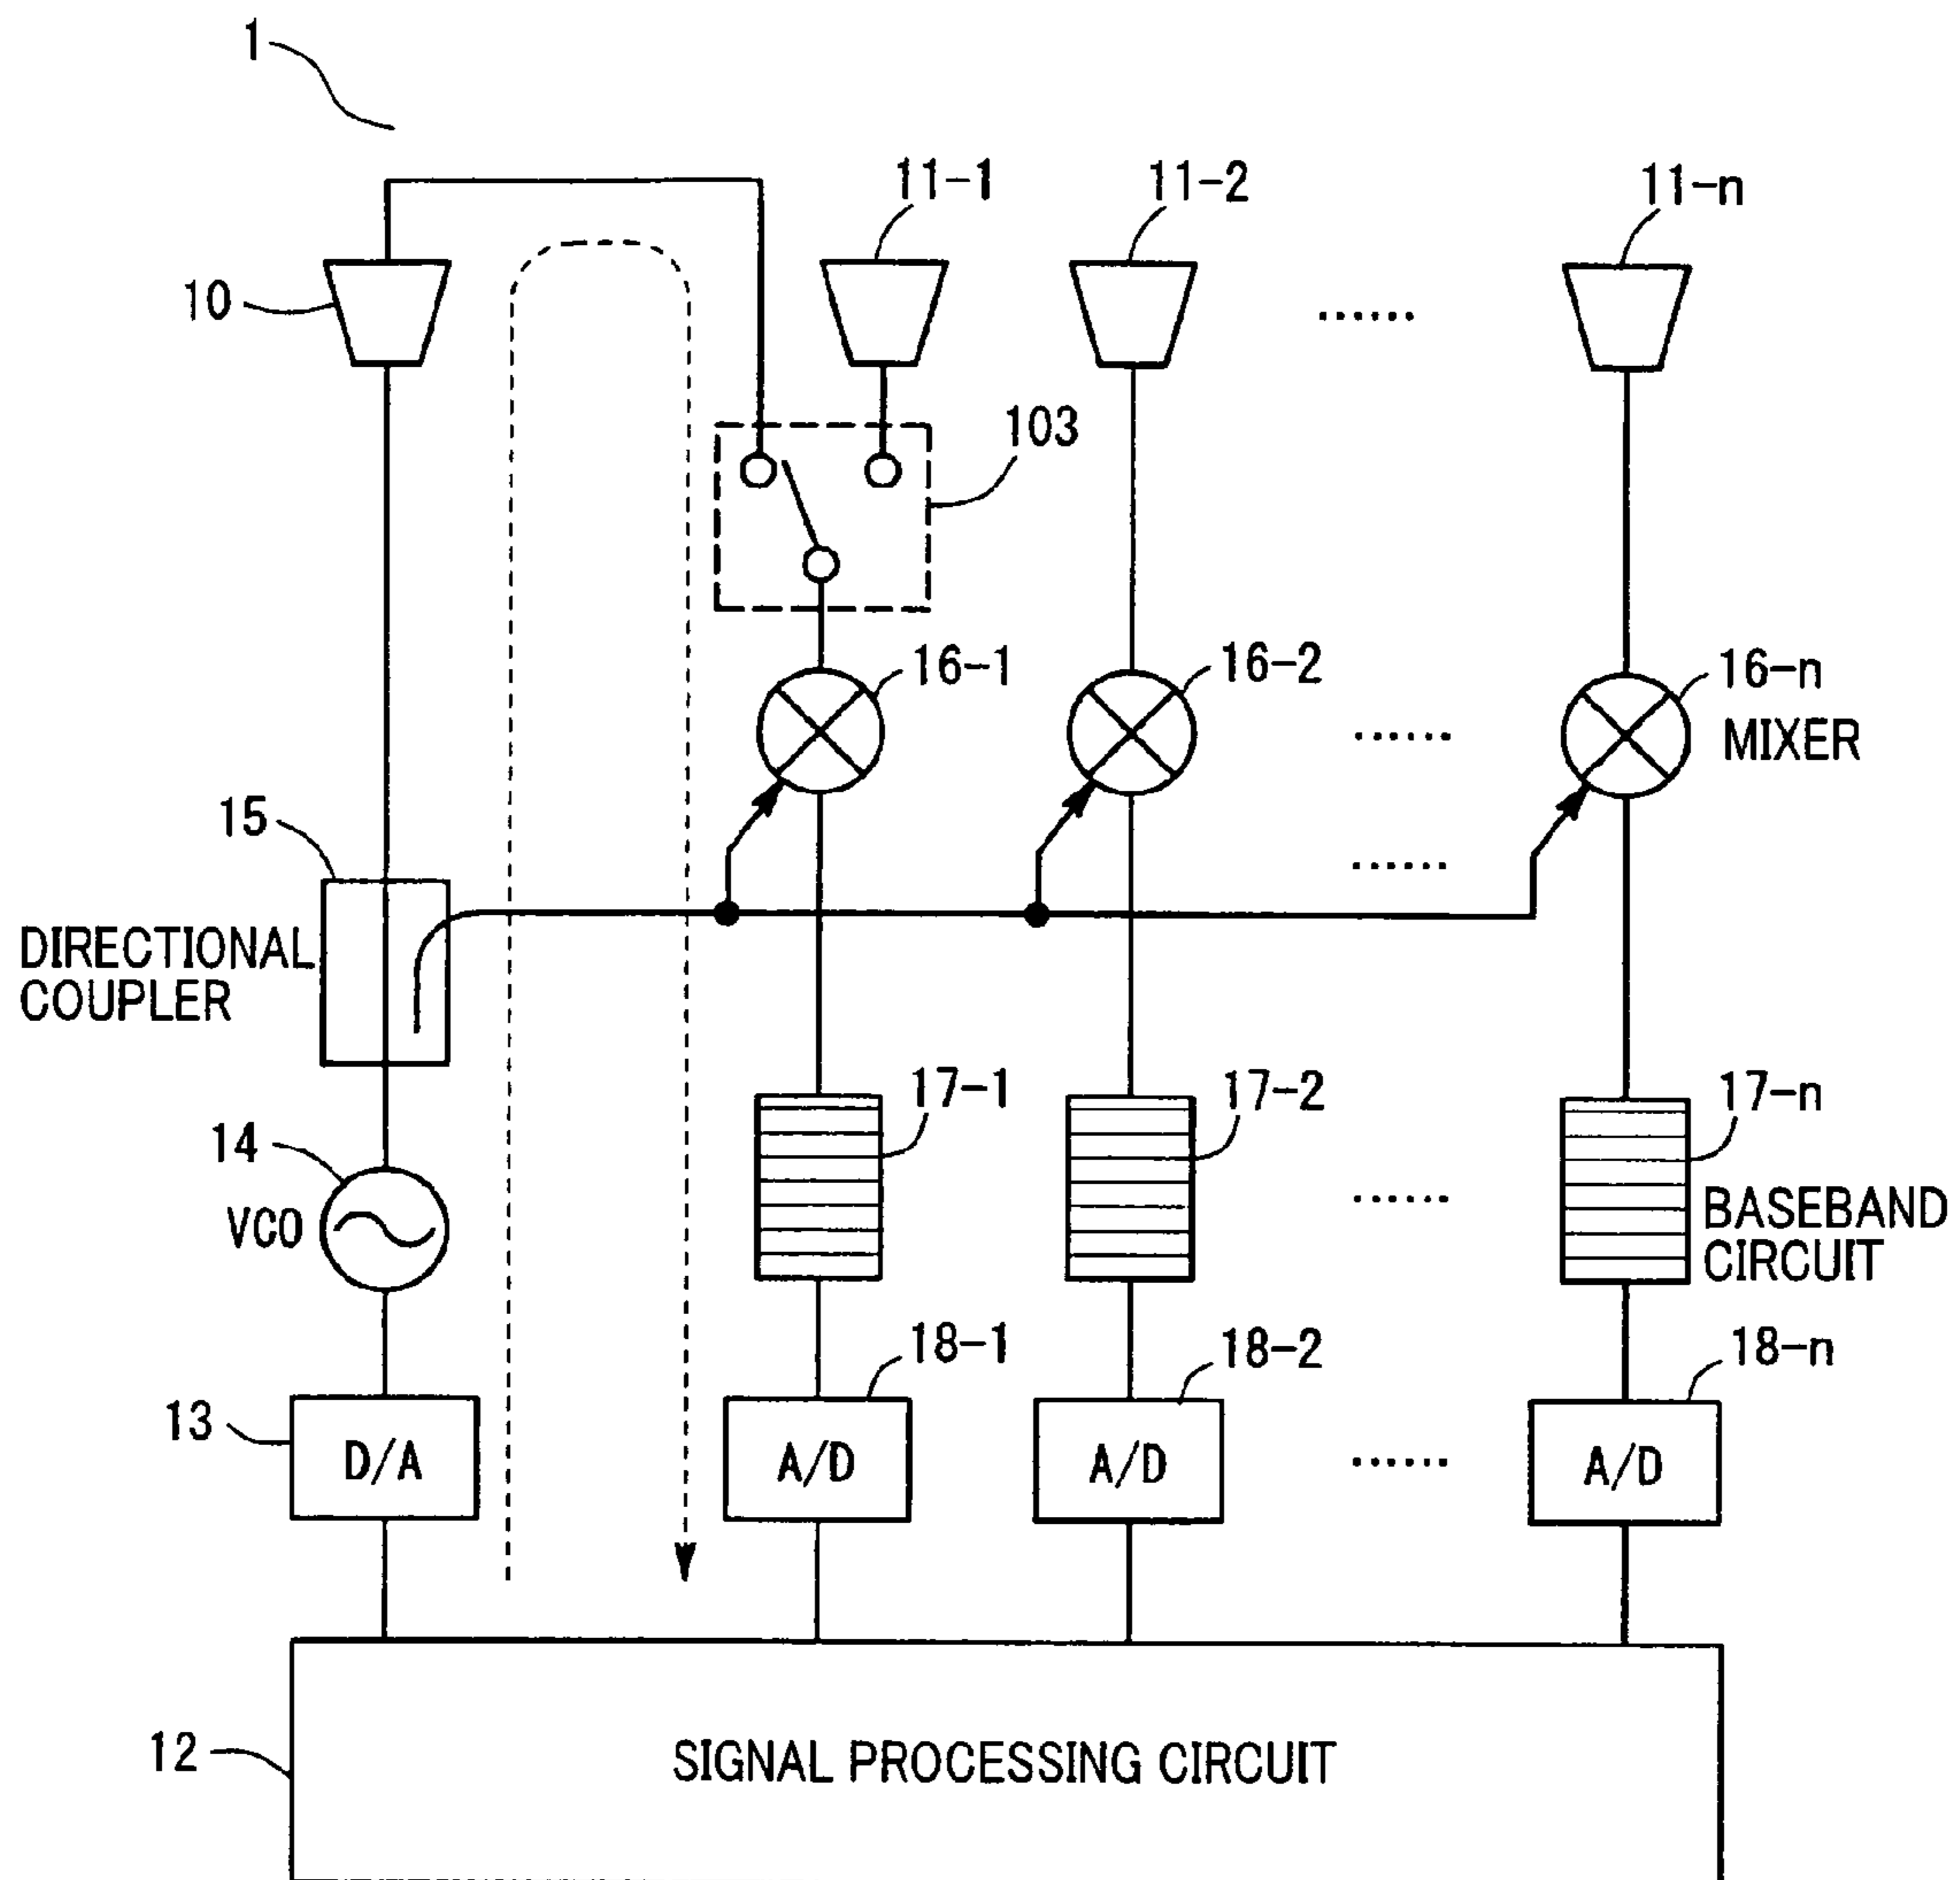 1
11-1
11-2
11-n
10
103
16-1
16-2
16-n
MIXER
15
DIRECTIONAL
COUPLER
17-1
17-2
17-n
14
VCO
BASEBAND
CIRCUIT
18-1
18-2
18-n
13
D/A
A/D
A/D
A/D
12
SIGNAL PROCESSING CIRCUIT